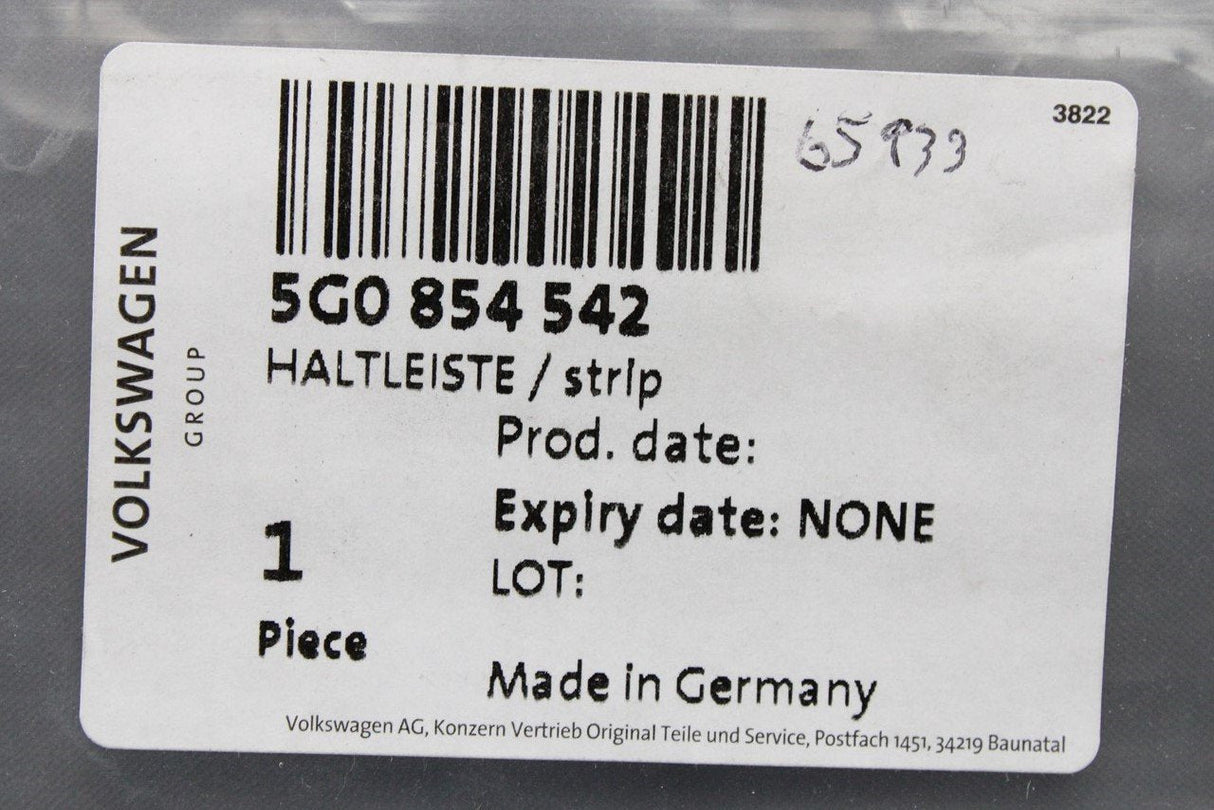 VOLKSWAGEN
GROUP
3822
65933
5G0 854 542
HALTLEISTE / strip
Prod. date:
Expiry date: NONE
1
LOT:
Piece
Made in Germany
Volkswagen AG, Konzern Vertrieb Original Teile und Service, Postfach 1451, 34219 Baunatal